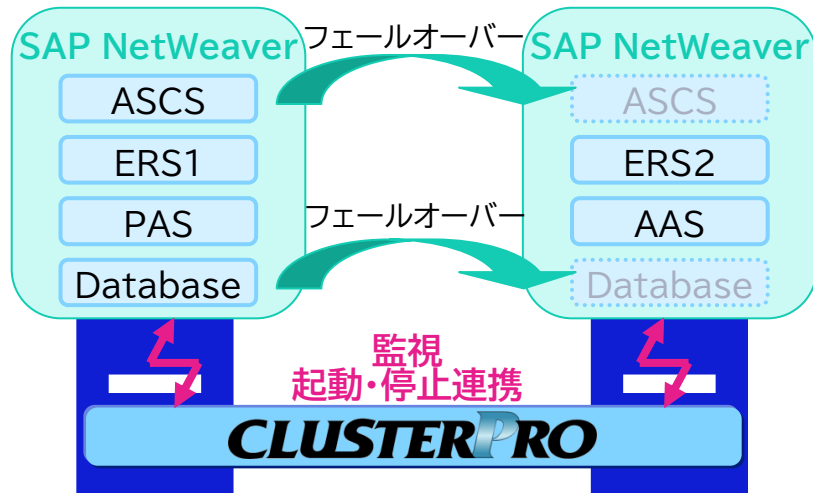 SAP NetWeaver
ASCS
ERS1
PAS
Database
フェールオーバー
フェールオーバー
SAP NetWeaver
ASCS
ERS2
AAS
Database
監視
起動・停止連携
CLUSTERPRO